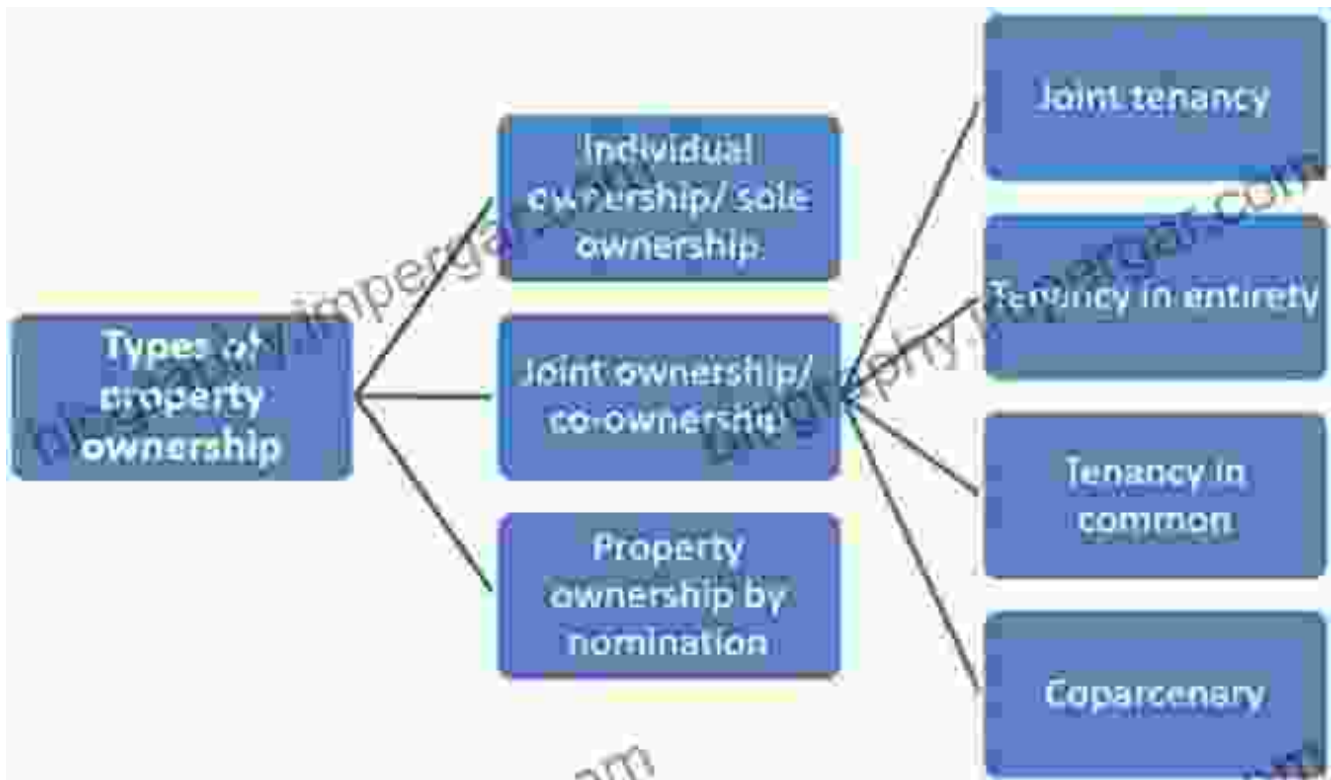 Types of
property
ownership
Individual
ownership/ sole
ownership
Joint ownership/
co-ownership
Property
ownership by
nomination
Joint tenancy
Tenancy in entirety
Tenancy in
common
Coparcenary